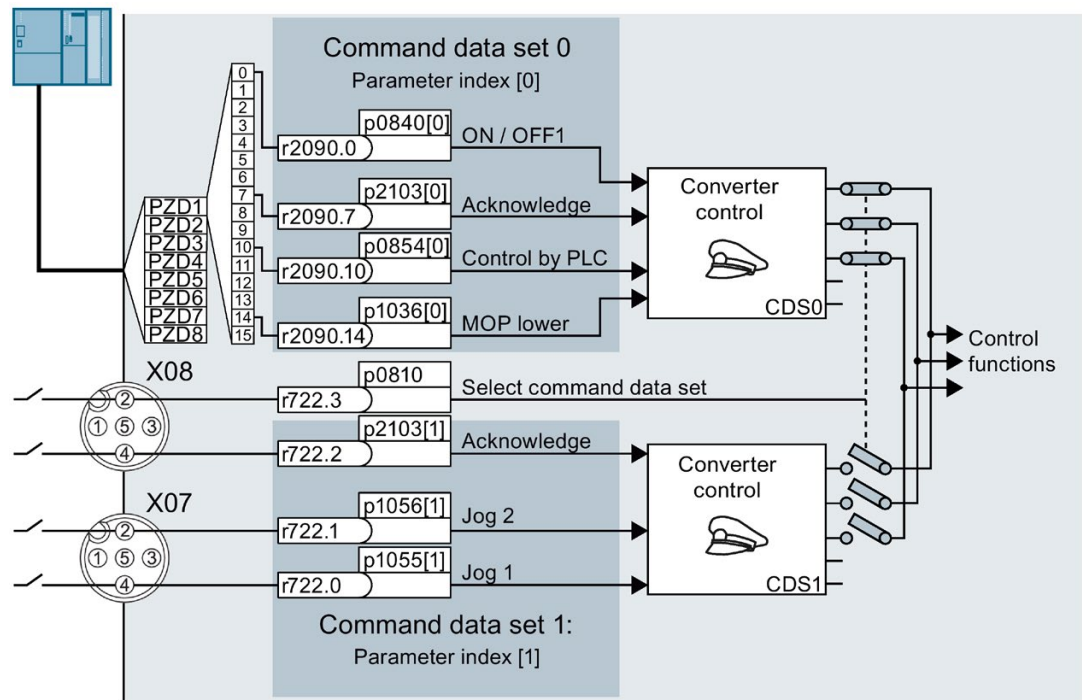 Command data set 0
Parameter index [0]
0
1
2
3
4
5
6
7
8
9
10
11
12
13
14
15
PZD1
PZD2
PZD3
PZD4
PZD5
PZD6
PZD7
PZD8
p0840[0]
r2090.0
ON / OFF1
p2103[0]
r2090.7
Acknowledge
p0854[0]
r2090.10
Control by PLC
p1036[0]
r2090.14
MOP lower
Converter
control
CDS0
Control
functions
X08
2
1 5 3
4
p0810
r722.3
Select command data set
p2103[1]
r722.2
Acknowledge
X07
2
1 5 3
4
p1056[1]
r722.1
Jog 2
p1055[1]
r722.0
Jog 1
Converter
control
CDS1
Command data set 1:
Parameter index [1]